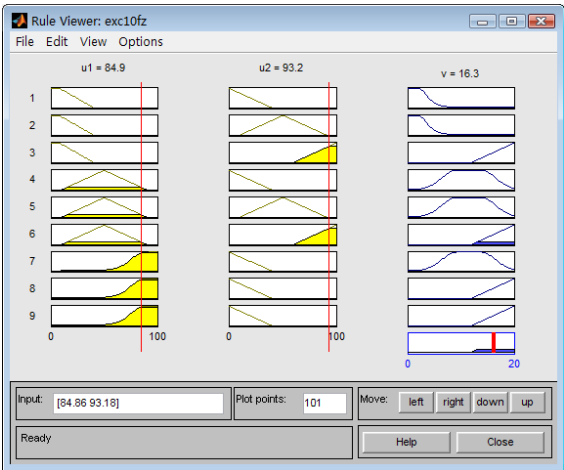 Rule Viewer: exc10fz
File Edit View Options
u1 = 84.9 u2 = 93.2 v = 16.3
1
2
3
4
5
6
7
8
9
0 100 0 100
0 20
Input: [84.86 93.18] Plot points: 101 Move: left right down up
Ready Help Close